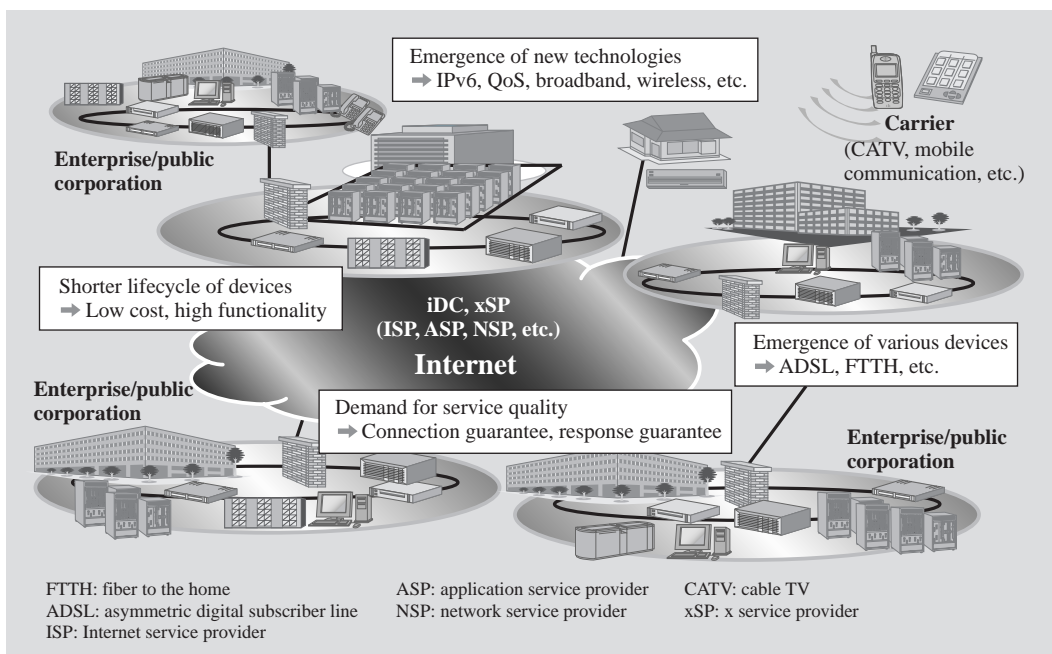 Emergence of new technologies
➡ IPv6, QoS, broadband, wireless, etc.
Enterprise/public
corporation
Carrier
(CATV, mobile
communication, etc.)
Shorter lifecycle of devices
➡ Low cost, high functionality
iDC, xSP
(ISP, ASP, NSP, etc.)
Internet
Emergence of various devices
➡ ADSL, FTTH, etc.
Enterprise/public
corporation
Demand for service quality
➡ Connection guarantee, response guarantee
Enterprise/public
corporation
FTTH: fiber to the home
ADSL: asymmetric digital subscriber line
ISP: Internet service provider
ASP: application service provider
NSP: network service provider
CATV: cable TV
xSP: x service provider